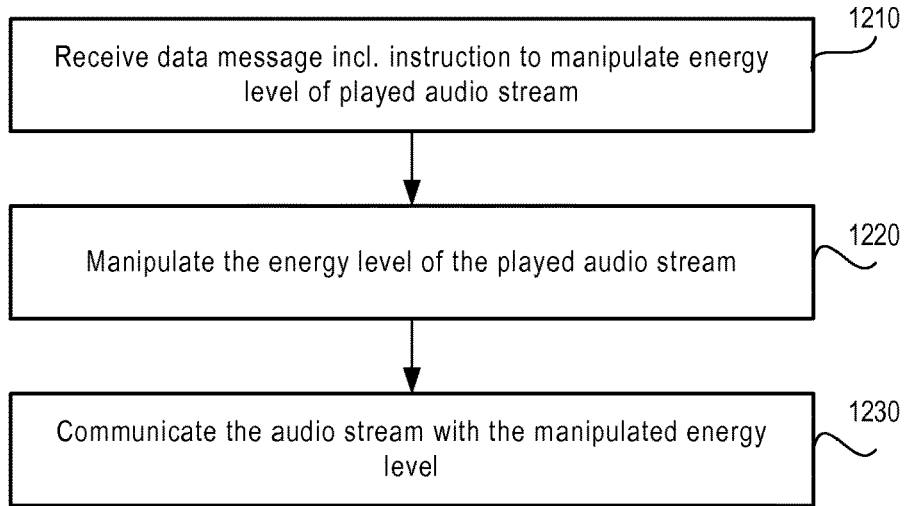 1210
Receive data message incl. instruction to manipulate energy
level of played audio stream
1220
Manipulate the energy level of the played audio stream
1230
Communicate the audio stream with the manipulated energy
level